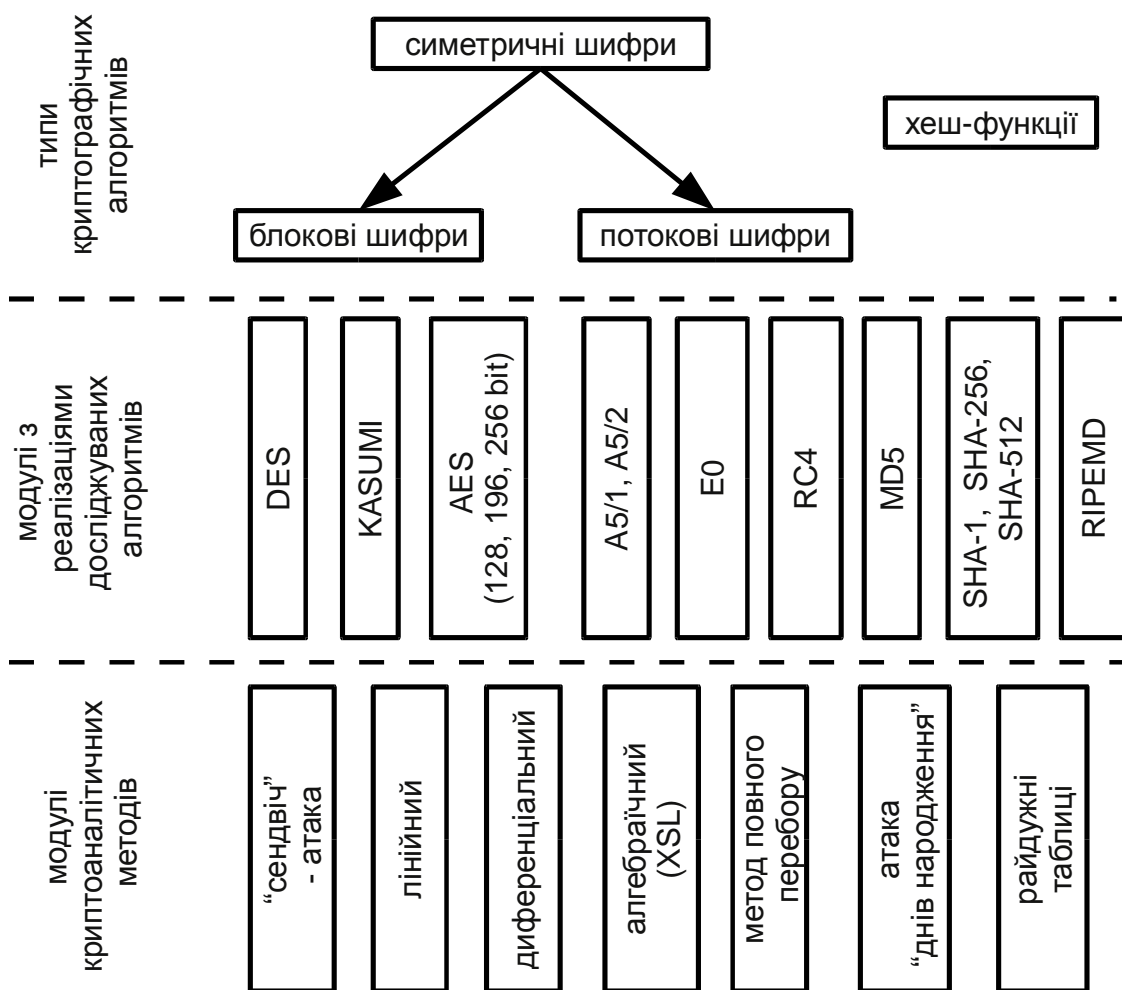 типи
криптографічних
алгоритмів
симетричні шифри
хеш-функції
блокові шифри
потокові шифри
модулі з
реалізаціями
досліджуваних
алгоритмів
DES
KASUMI
AES
(128, 196, 256 bit)
A5/1, A5/2
E0
RC4
MD5
SHA-1, SHA-256,
SHA-512
RIPEMD
модулі
криптоаналітичних
методів
“сендвіч”
- атака
лінійний
диференціальний
алгебраїчний
(XSL)
метод повного
перебору
атака
“днів народження”
райдужні
таблиці